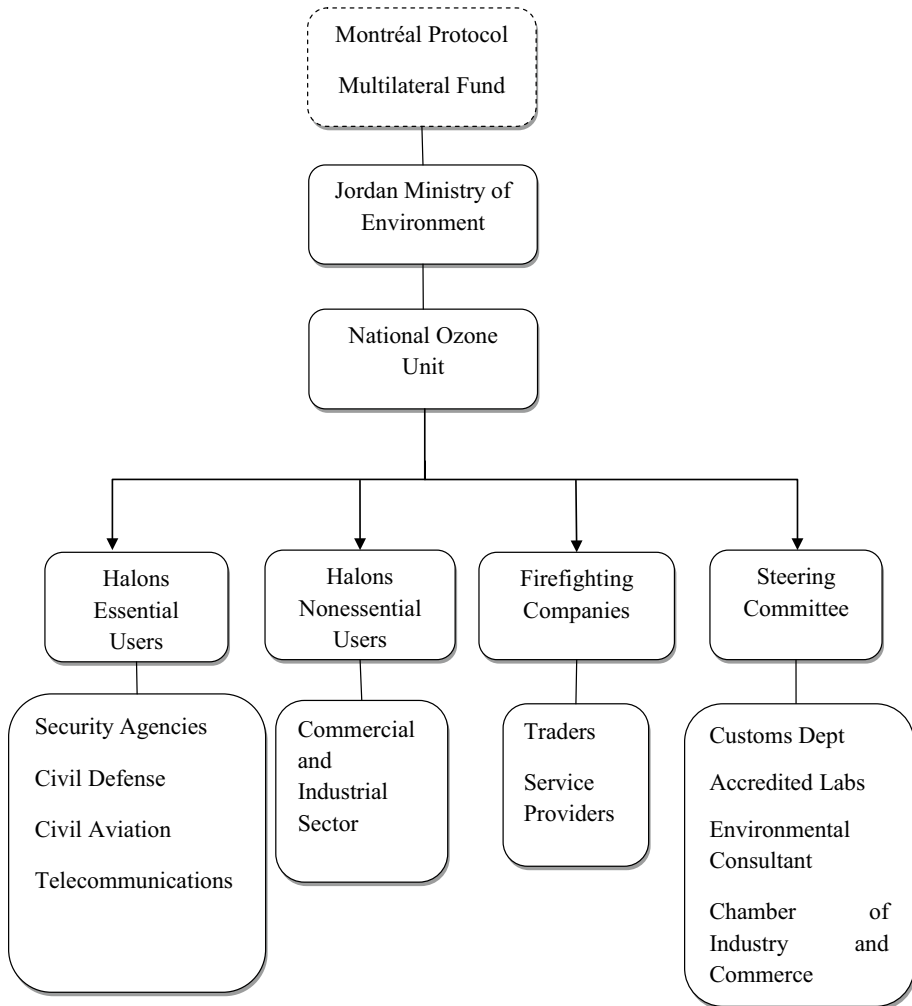 Montréal Protocol
Multilateral Fund
Jordan Ministry of
Environment
National Ozone
Unit
Halons
Essential
Users
Halons
Nonessential
Users
Firefighting
Companies
Steering
Committee
Security Agencies
Civil Defense
Civil Aviation
Telecommunications
Commercial
and
Industrial
Sector
Traders
Service
Providers
Customs Dept
Accredited Labs
Environmental
Consultant
Chamber of
Industry and
Commerce